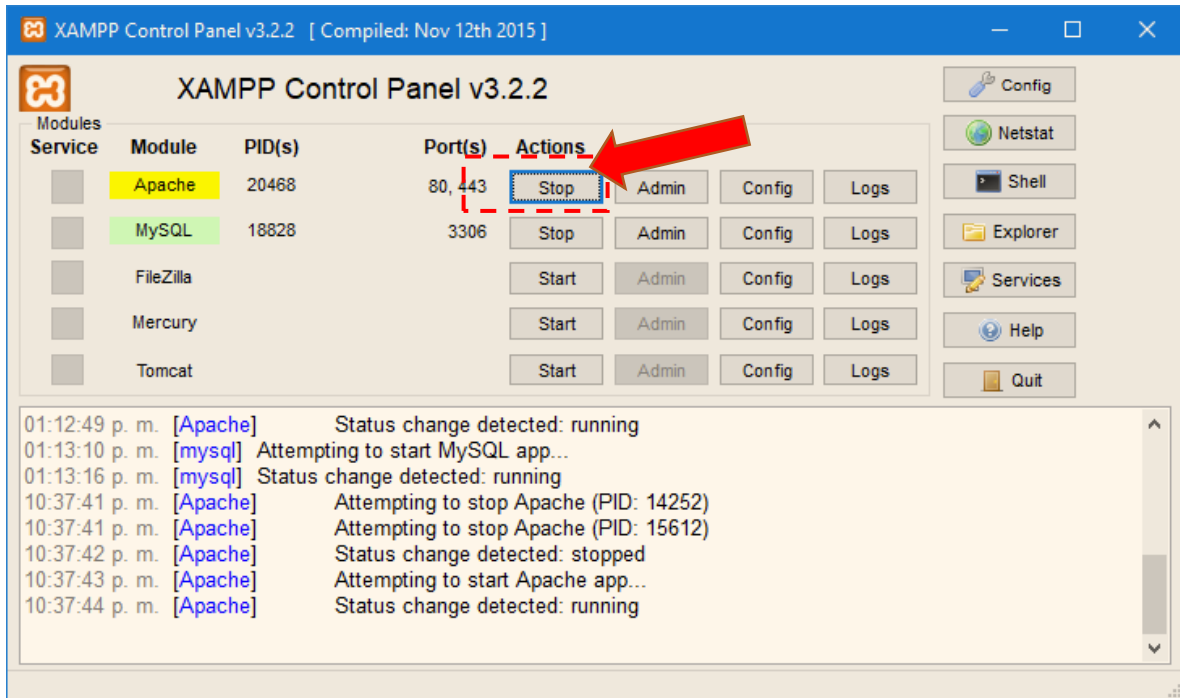 XAMPP Control Panel v3.2.2 [ Compiled: Nov 12th 2015 ]
XAMPP Control Panel v3.2.2
Config
Netstat
Shell
Explorer
Services
Help
Quit
Modules
Service Module PID(s) Port(s) Actions
Apache 20468 80, 443 Stop Admin Config Logs
MySQL 18828 3306 Stop Admin Config Logs
FileZilla Start Admin Config Logs
Mercury Start Admin Config Logs
Tomcat Start Admin Config Logs
01:12:49 p. m. [Apache] Status change detected: running
01:13:10 p. m. [mysql] Attempting to start MySQL app...
01:13:16 p. m. [mysql] Status change detected: running
10:37:41 p. m. [Apache] Attempting to stop Apache (PID: 14252)
10:37:41 p. m. [Apache] Attempting to stop Apache (PID: 15612)
10:37:42 p. m. [Apache] Status change detected: stopped
10:37:43 p. m. [Apache] Attempting to start Apache app...
10:37:44 p. m. [Apache] Status change detected: running